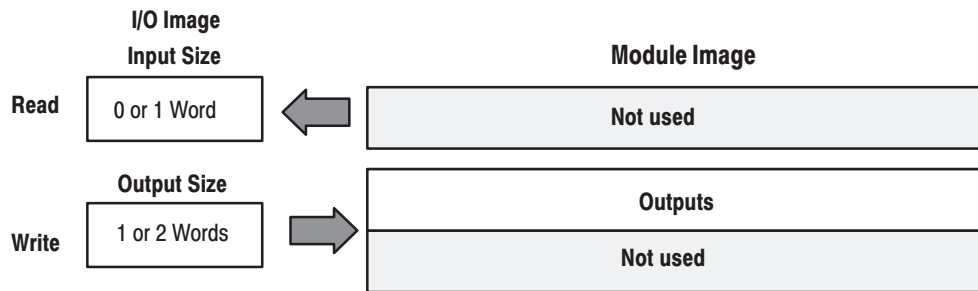 I/O Image
Input Size
Module Image
Read
0 or 1 Word
Not used
Output Size
Outputs
Write
1 or 2 Words
Not used